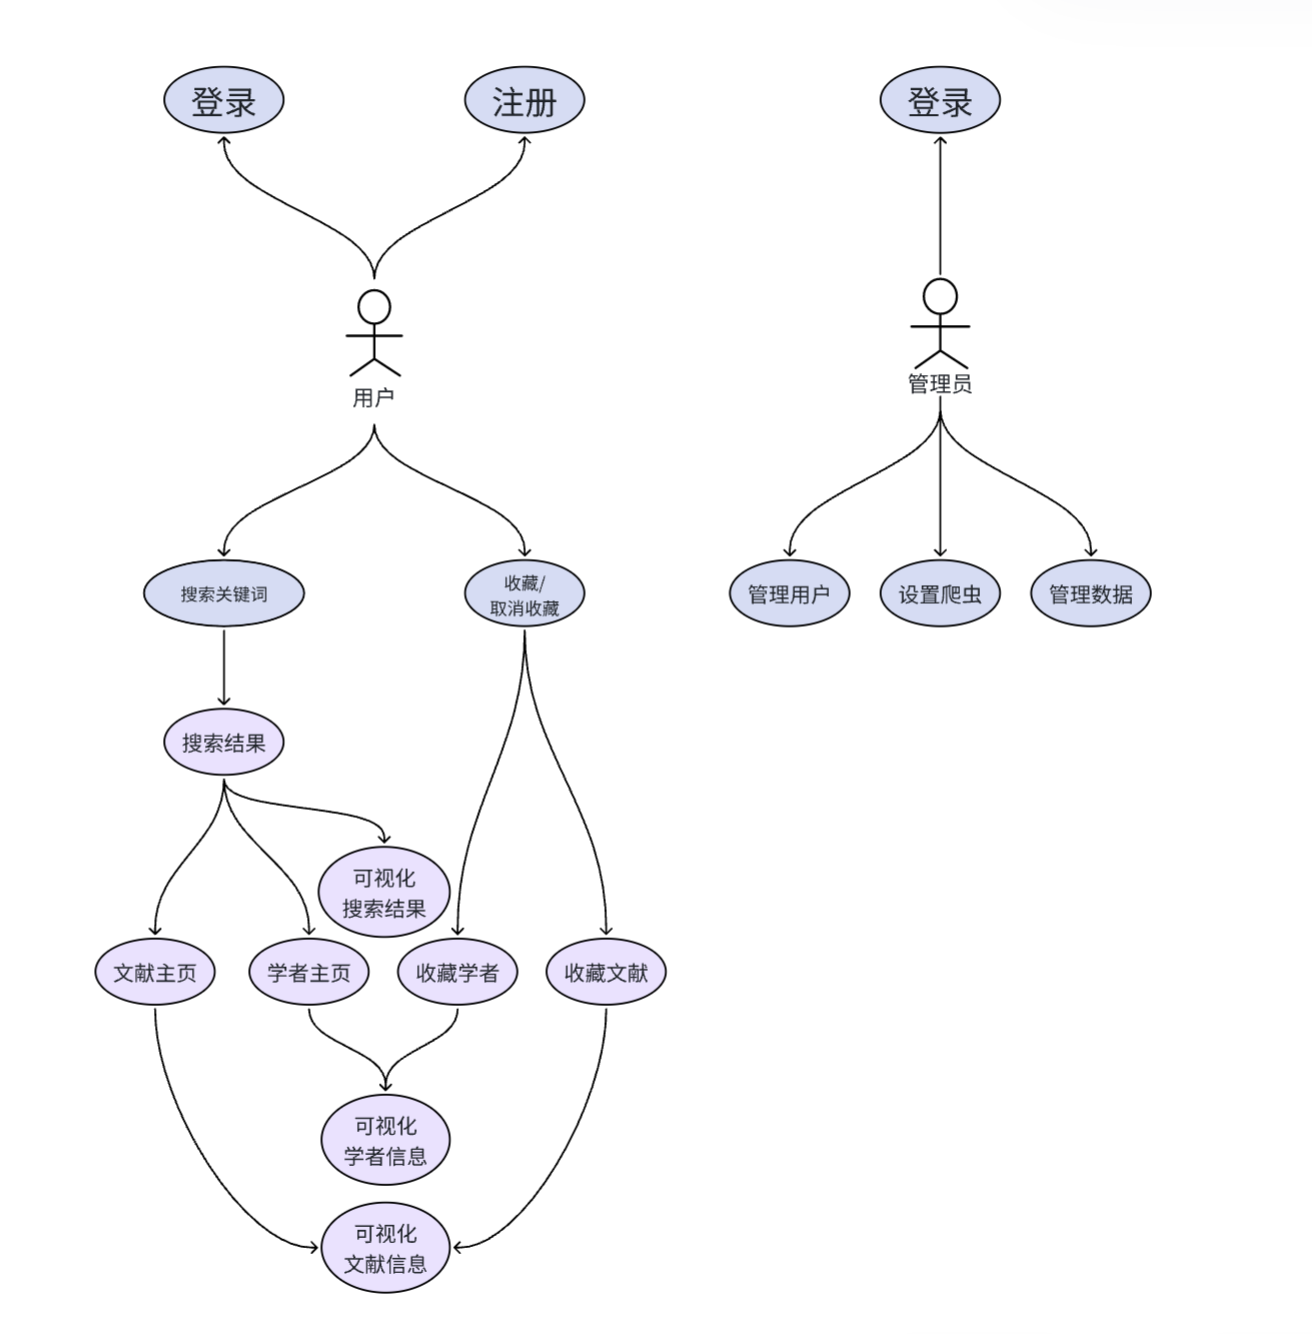 登录
注册
登录
用户
管理员
搜索关键词
收藏/
取消收藏
管理用户
设置爬虫
管理数据
搜索结果
可视化
搜索结果
文献主页
学者主页
收藏学者
收藏文献
可视化
学者信息
可视化
文献信息